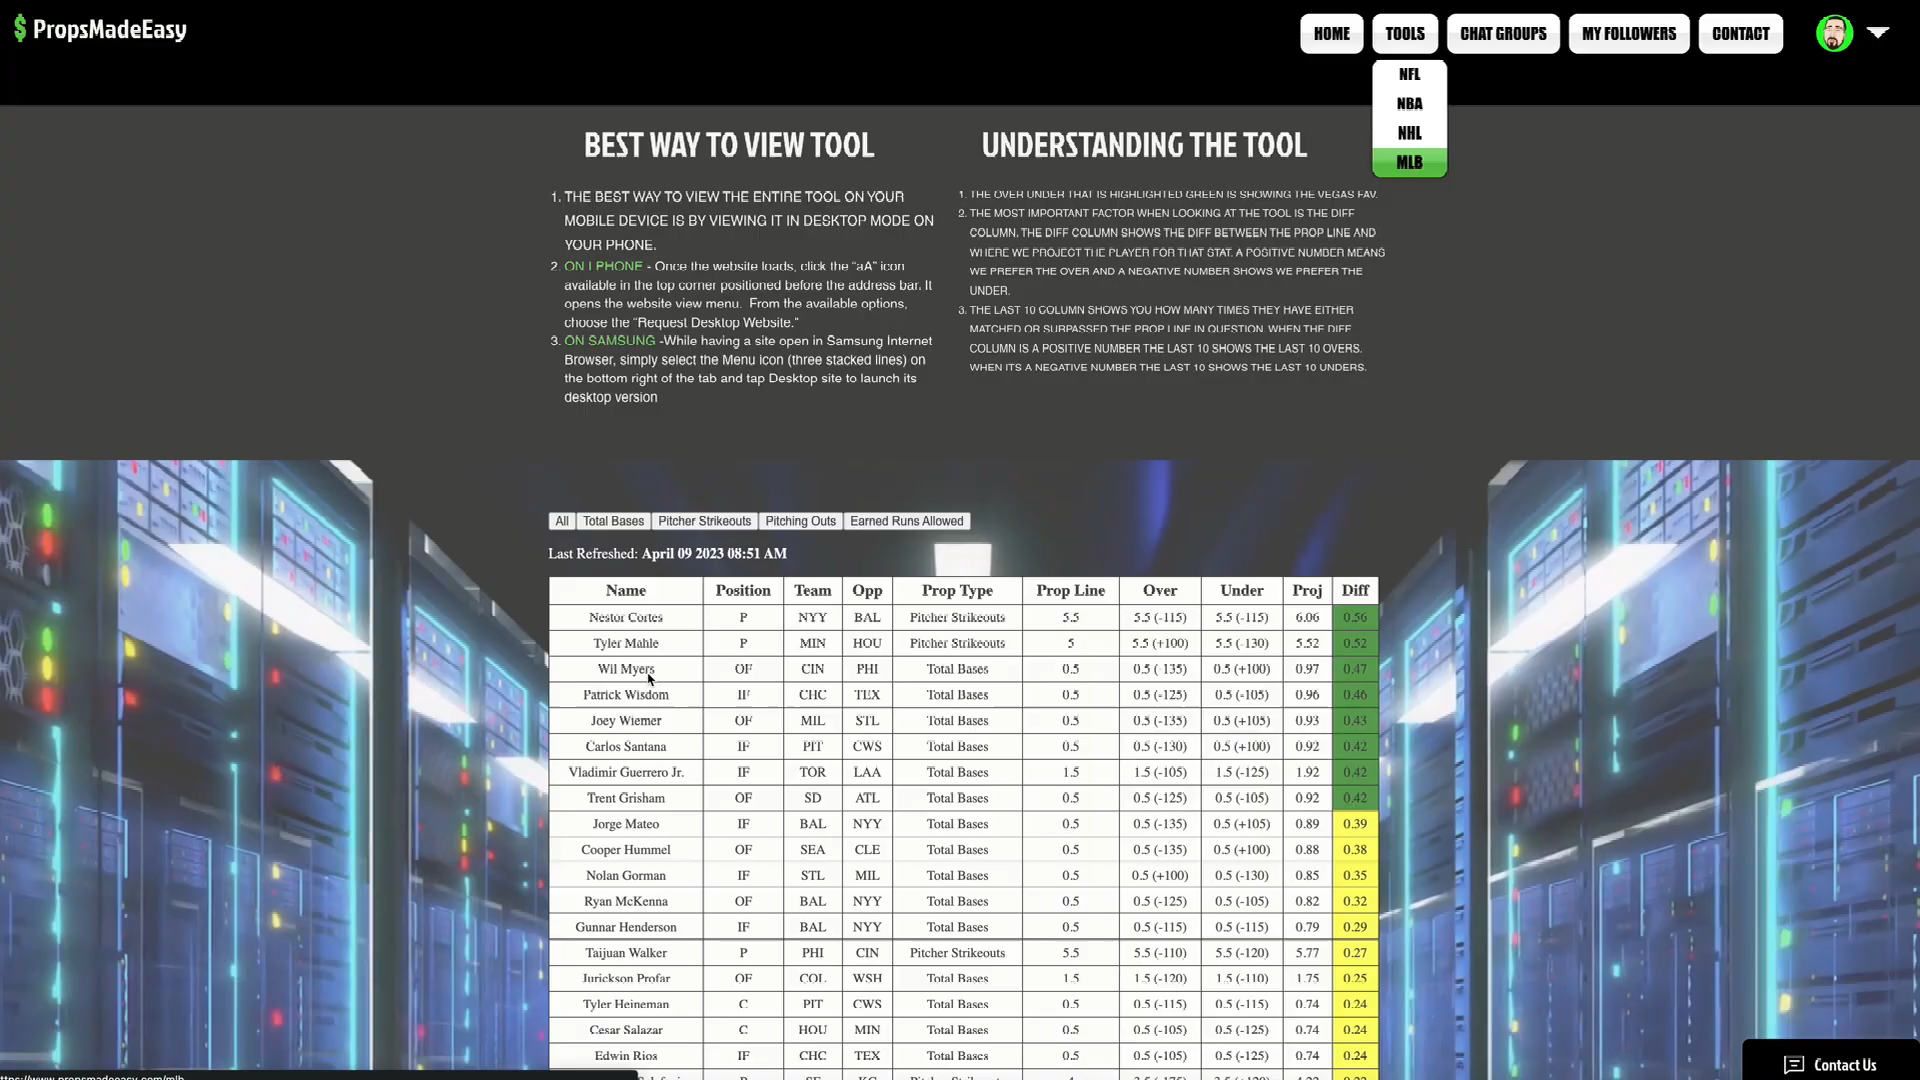 $ PropsMadeEasy
HOME TOOLS CHAT GROUPS MY FOLLOWERS CONTACT
NFL
NBA
NHL
MLB
BEST WAY TO VIEW TOOL
1. THE BEST WAY TO VIEW THE ENTIRE TOOL ON YOUR
MOBILE DEVICE IS BY VIEWING IT IN DESKTOP MODE ON
YOUR PHONE.
2. ON I PHONE - Once the website loads, click the “aA” icon
available in the top corner positioned before the address bar. It
opens the website view menu. From the available options,
choose the “Request Desktop Website.”
3. ON SAMSUNG -While having a site open in Samsung Internet
Browser, simply select the Menu icon (three stacked lines) on
the bottom right of the tab and tap Desktop site to launch its
desktop version
UNDERSTANDING THE TOOL
1. THE OVER UNDER THAT IS HIGHLIGHTED GREEN IS SHOWING THE VEGAS FAV.
2. THE MOST IMPORTANT FACTOR WHEN LOOKING AT THE TOOL IS THE DIFF
COLUMN. THE DIFF COLUMN SHOWS THE DIFF BETWEEN THE PROP LINE AND
WHERE WE PROJECT THE PLAYER FOR THAT STAT. A POSITIVE NUMBER MEANS
WE PREFER THE OVER AND A NEGATIVE NUMBER SHOWS WE PREFER THE
UNDER.
3. THE LAST 10 COLUMN SHOWS YOU HOW MANY TIMES THEY HAVE EITHER
MATCHED OR SURPASSED THE PROP LINE IN QUESTION. WHEN THE DIFF
COLUMN IS A POSITIVE NUMBER THE LAST 10 SHOWS THE LAST 10 OVERS.
WHEN ITS A NEGATIVE NUMBER THE LAST 10 SHOWS THE LAST 10 UNDERS.
All Total Bases Pitcher Strikeouts Pitching Outs Earned Runs Allowed
Last Refreshed: April 09 2023 08:51 AM
Name Position Team Opp Prop Type Prop Line Over Under Proj Diff
Nestor Cortes P NYY BAL Pitcher Strikeouts 5.5 5.5 (-115) 5.5 (-115) 6.06 0.56
Tyler Mahle P MIN HOU Pitcher Strikeouts 5 5.5 (+100) 5.5 (-130) 5.52 0.52
Wil Myers OF CIN PHI Total Bases 0.5 0.5 (-135) 0.5 (+100) 0.97 0.47
Patrick Wisdom IF CHC TEX Total Bases 0.5 0.5 (-125) 0.5 (-105) 0.96 0.46
Joey Wiemer OF MIL STL Total Bases 0.5 0.5 (-135) 0.5 (+105) 0.93 0.43
Carlos Santana IF PIT CWS Total Bases 0.5 0.5 (-130) 0.5 (+100) 0.92 0.42
Vladimir Guerrero Jr. IF TOR LAA Total Bases 1.5 1.5 (-105) 1.5 (-125) 1.92 0.42
Trent Grisham OF SD ATL Total Bases 0.5 0.5 (-125) 0.5 (-105) 0.92 0.42
Jorge Mateo IF BAL NYY Total Bases 0.5 0.5 (-135) 0.5 (+105) 0.89 0.39
Cooper Hummel OF SEA CLE Total Bases 0.5 0.5 (-135) 0.5 (+100) 0.88 0.38
Nolan Gorman IF STL MIL Total Bases 0.5 0.5 (+100) 0.5 (-130) 0.85 0.35
Ryan McKenna OF BAL NYY Total Bases 0.5 0.5 (-125) 0.5 (-105) 0.82 0.32
Gunnar Henderson IF BAL NYY Total Bases 0.5 0.5 (-115) 0.5 (-115) 0.79 0.29
Taijuan Walker P PHI CIN Pitcher Strikeouts 5.5 5.5 (-110) 5.5 (-120) 5.77 0.27
Jurickson Profar OF COL WSH Total Bases 1.5 1.5 (-120) 1.5 (-110) 1.75 0.25
Tyler Heineman C PIT CWS Total Bases 0.5 0.5 (-115) 0.5 (-115) 0.74 0.24
Cesar Salazar C HOU MIN Total Bases 0.5 0.5 (-105) 0.5 (-125) 0.74 0.24
Edwin Rios IF CHC TEX Total Bases 0.5 0.5 (-105) 0.5 (-125) 0.74 0.24
Contact Us